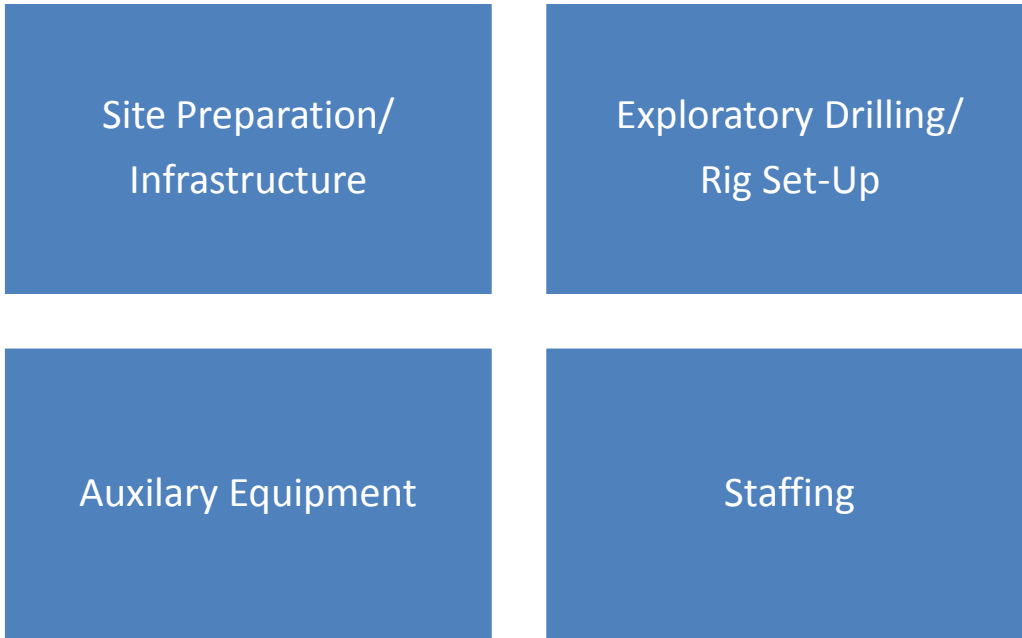 Site Preparation/
Infrastructure
Exploratory Drilling/
Rig Set-Up
Auxilary Equipment
Staffing